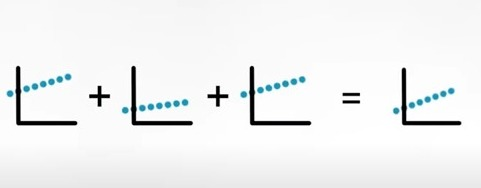 + + =